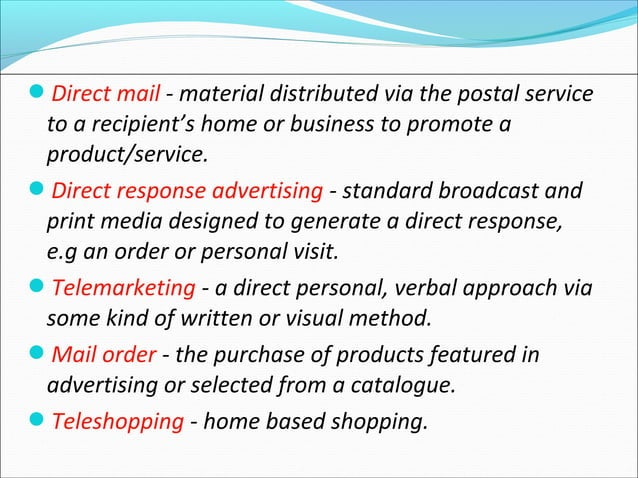 Direct mail - material distributed via the postal service
to a recipient’s home or business to promote a
product/service.
Direct response advertising - standard broadcast and
print media designed to generate a direct response,
e.g an order or personal visit.
Telemarketing - a direct personal, verbal approach via
some kind of written or visual method.
Mail order - the purchase of products featured in
advertising or selected from a catalogue.
Teleshopping - home based shopping.